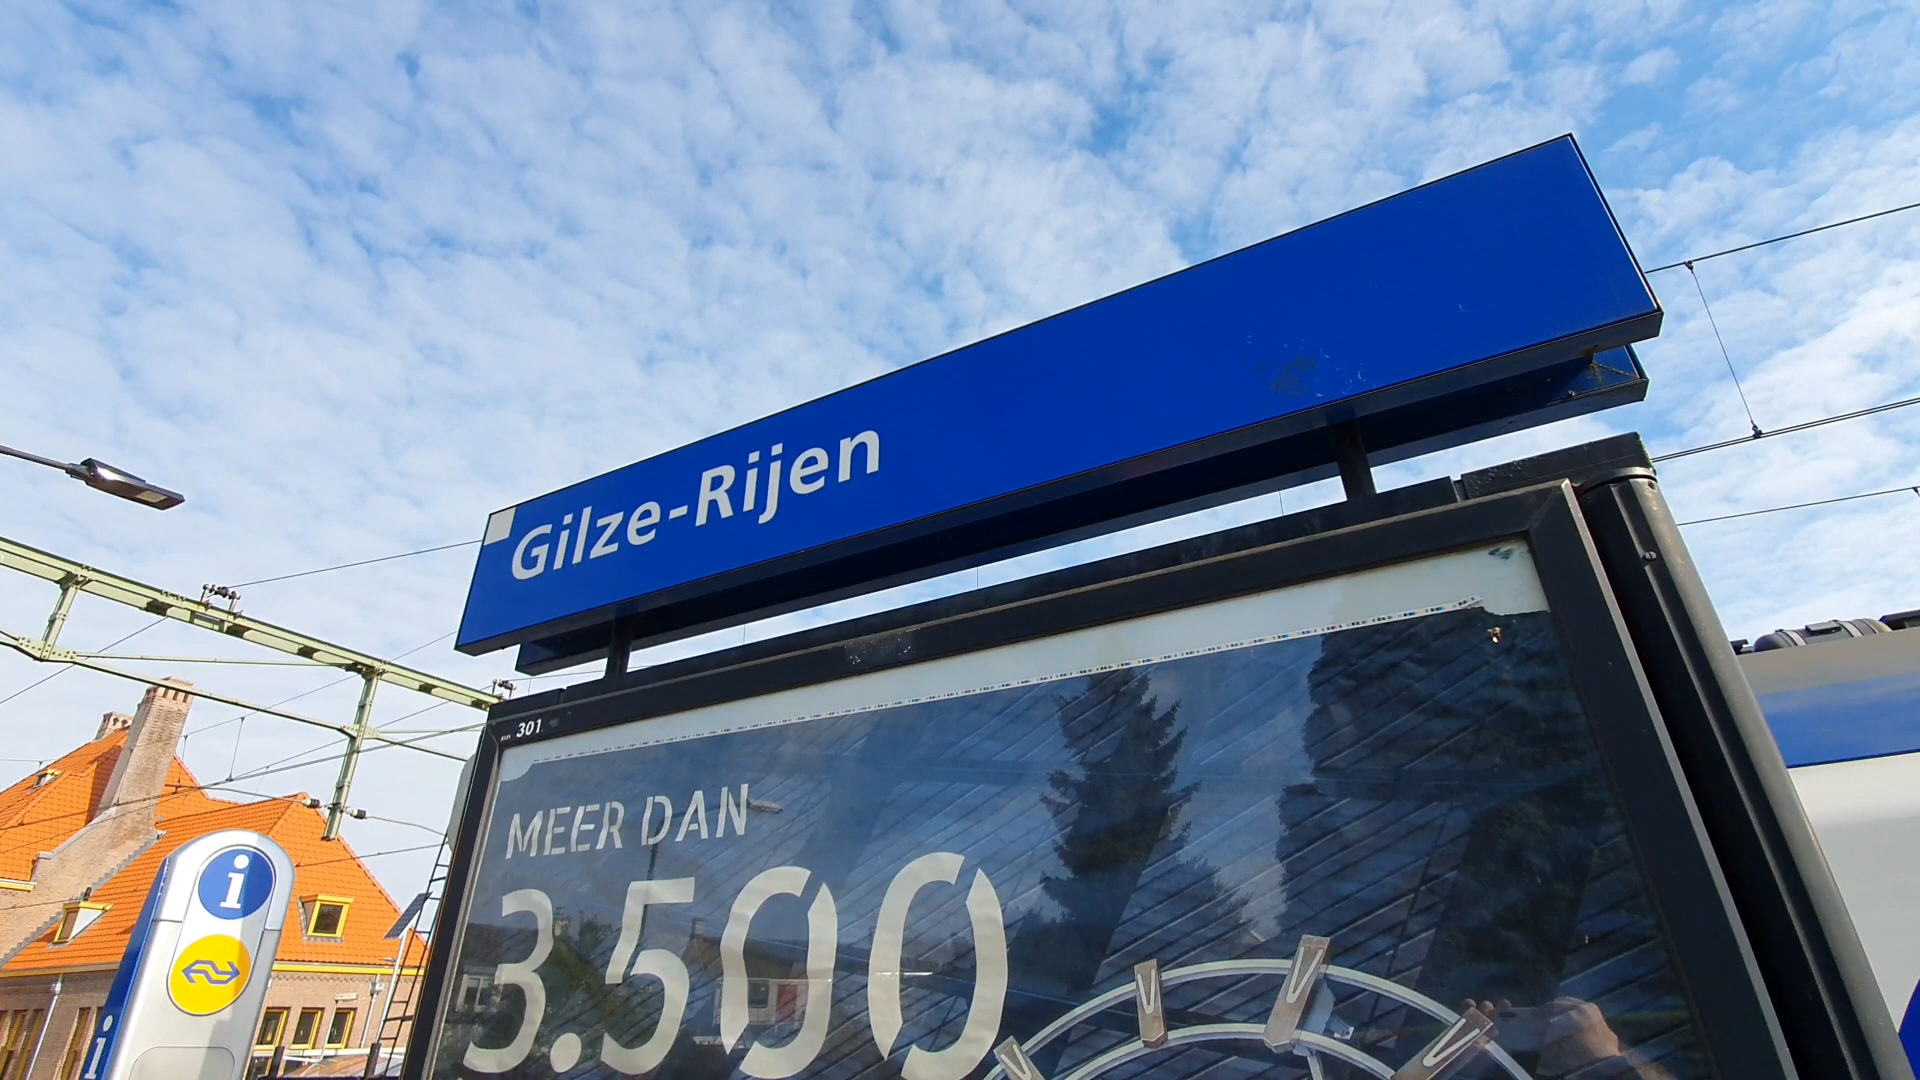 Gilze-Rijen
301
MEER DAN
3.500
i
i